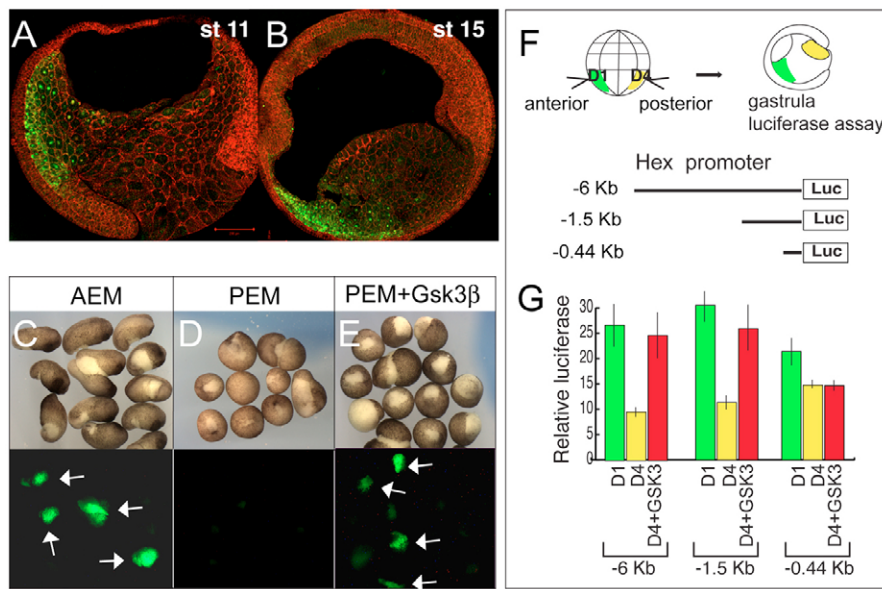 A
st 11
B
st 15
AEM
PEM
PEM+Gsk3β
C
D
E
F
D1
D4
anterior
posterior
gastrula
luciferase assay
Hex promoter
-6 Kb
Luc
-1.5 Kb
Luc
-0.44 Kb
Luc
G
Relative luciferase
30
25
20
15
10
5
0
D1
D4
D4+GSK3
D1
D4
D4+GSK3
D1
D4
D4+GSK3
-6 Kb
-1.5 Kb
-0.44 Kb